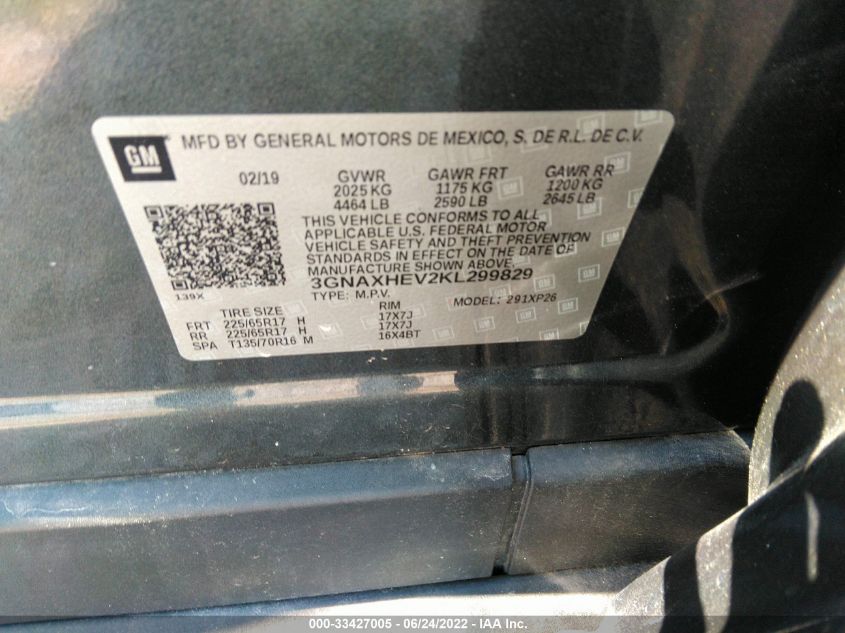 GM
MFD BY GENERAL MOTORS DE MEXICO, S. DE R.L. DE C.V.
02/19 GVWR GAWR FRT GAWR RR
2025 KG 1175 KG 1200 KG
4464 LB 2590 LB 2645 LB
THIS VEHICLE CONFORMS TO ALL
APPLICABLE U.S. FEDERAL MOTOR
VEHICLE SAFETY AND THEFT PREVENTION
STANDARDS IN EFFECT ON THE DATE OF
MANUFACTURE SHOWN ABOVE.
3GNAXHEV2KL299829
139X
TYPE: M.P.V. MODEL: 291XP26
TIRE SIZE RIM
FRT 225/65R17 H 17X7J
RR 225/65R17 H 17X7J
SPA T135/70R16 M 16X4BT
000-33427005 - 06/24/2022 - IAA Inc.